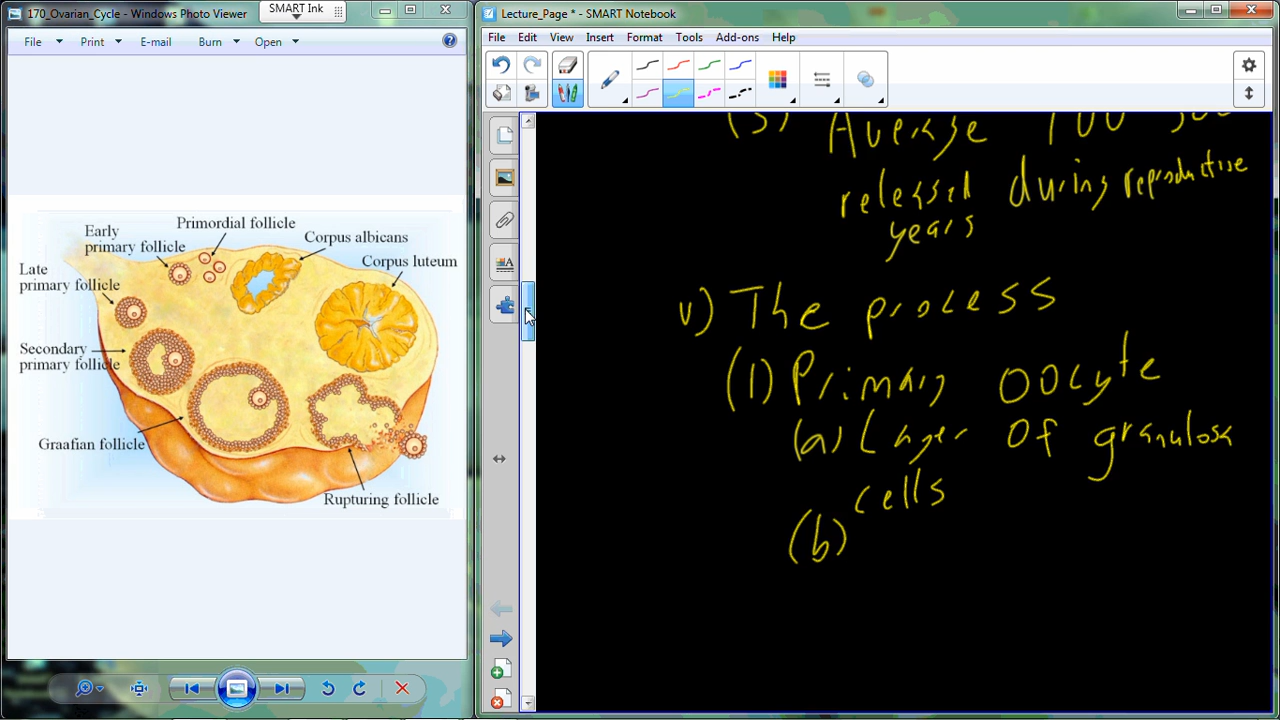 170_Ovarian_Cycle - Windows Photo Viewer
SMART Ink
File Print E-mail Burn Open
Primordial follicle
Early
primary follicle
Corpus albicans
Corpus luteum
Late
primary follicle
Secondary
primary follicle
Graafian follicle
Rupturing follicle
Lecture_Page * - SMART Notebook
File Edit View Insert Format Tools Add-ons Help
Average
released during reproductive
years
v) The process
(1) Primary oocyte
(a) Layer of granulosa
cells
(b)